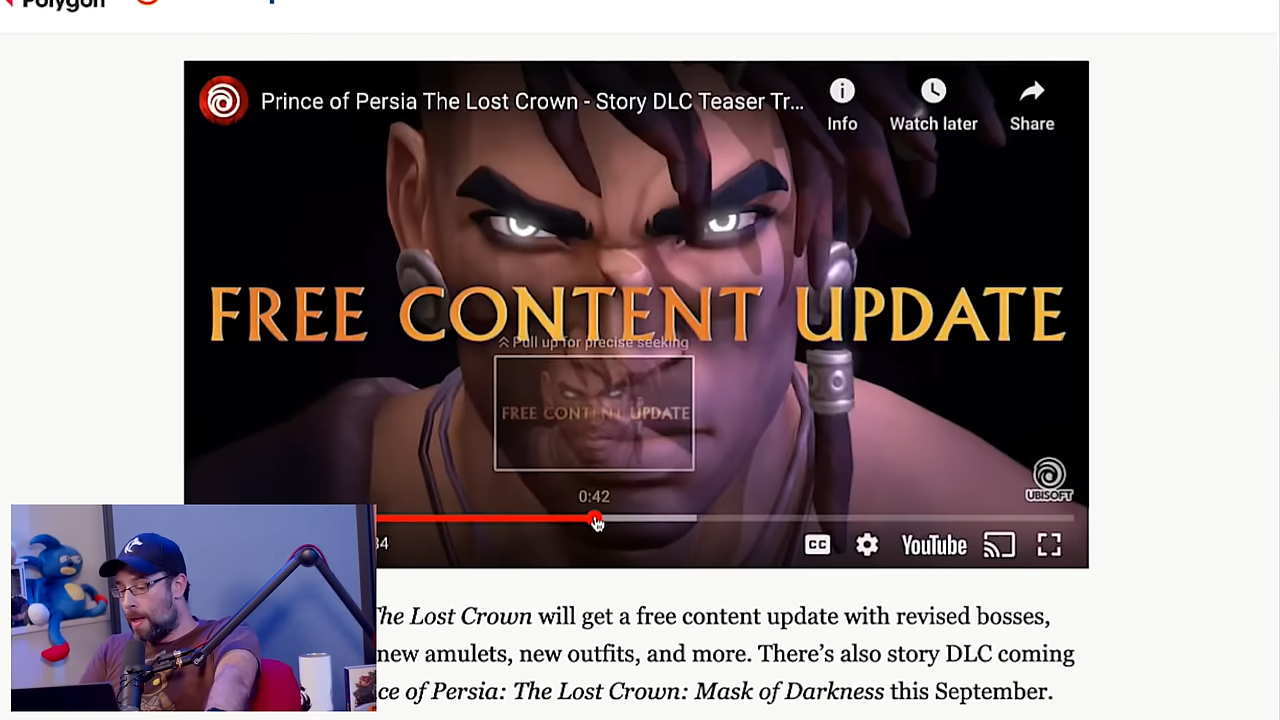 Polygon
Prince of Persia The Lost Crown - Story DLC Teaser Tr...
Info
Watch later
Share
FREE CONTENT UPDATE
Pull up for precise seeking
FREE CONTENT UPDATE
0:42
UBISOFT
34
CC
YouTube
The Lost Crown will get a free content update with revised bosses,
new amulets, new outfits, and more. There’s also story DLC coming
ce of Persia: The Lost Crown: Mask of Darkness this September.